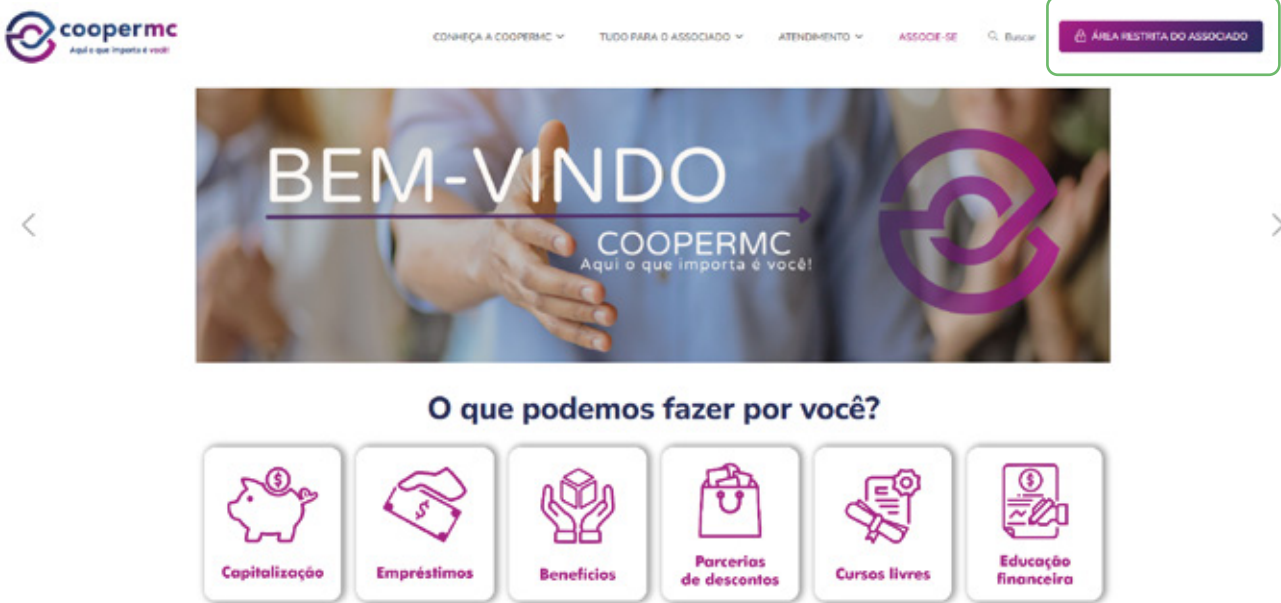 coopermc
Aqui o que importa é você!
CONHEÇA A COOPERMC
TUDO PARA O ASSOCIADO
ATENDIMENTO
ASSOCIE-SE
Buscar
ÁREA RESTRITA DO ASSOCIADO
BEM-VINDO
COOPERMC
Aqui o que importa é você!
O que podemos fazer por você?
Capitalização
Empréstimos
Benefícios
Parcerias
de descontos
Cursos livres
Educação
financeira